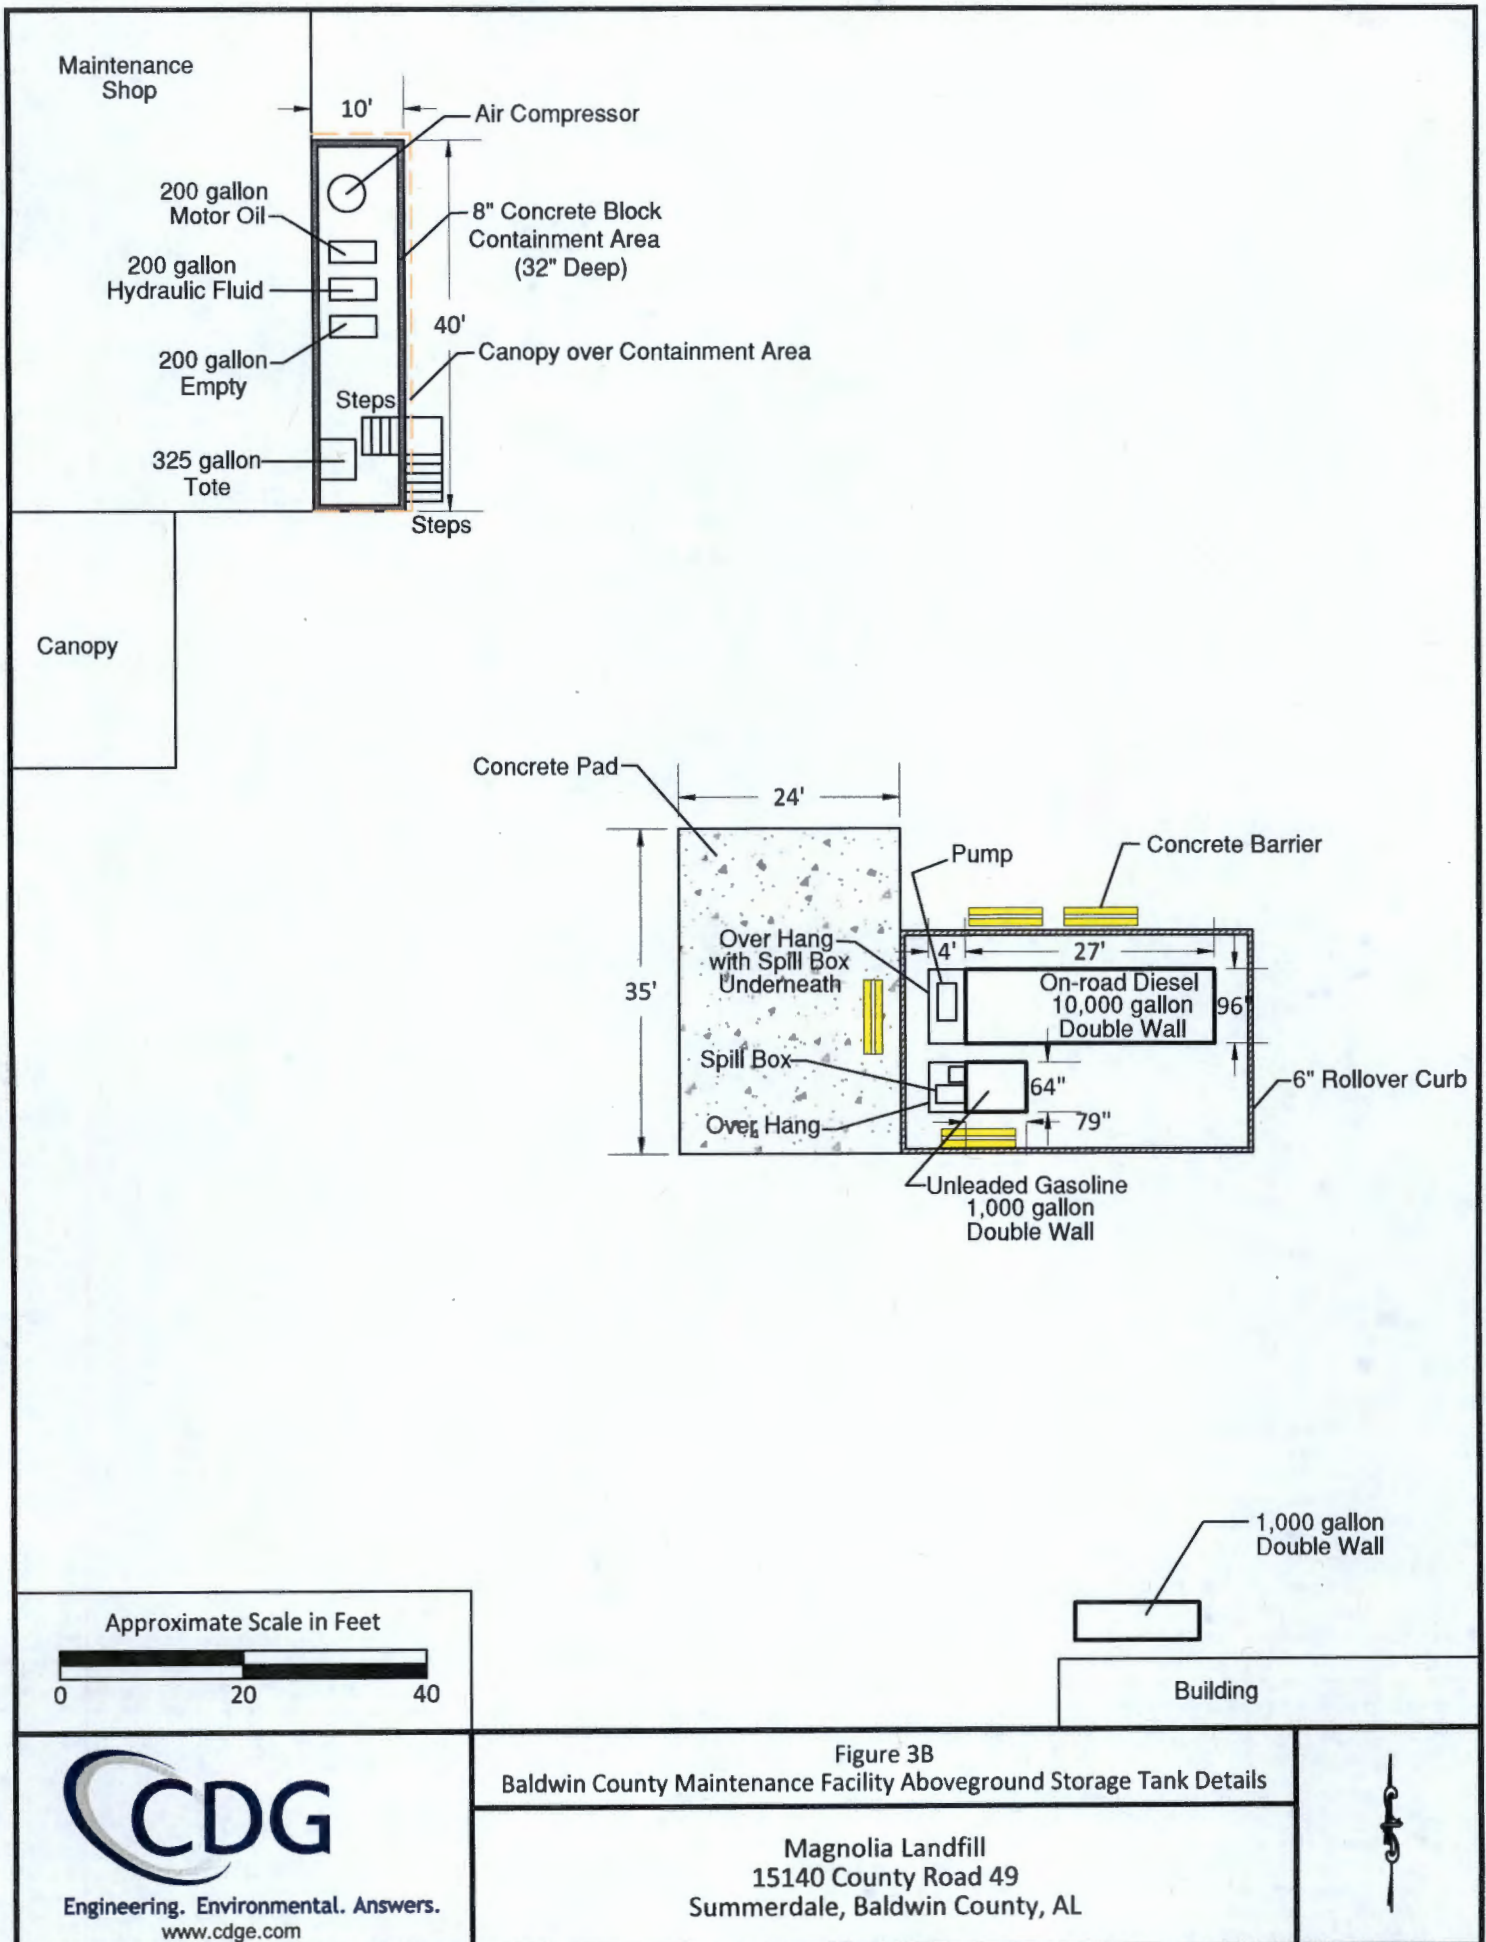 Maintenance
Shop
10'
Air Compressor
200 gallon
Motor Oil
8" Concrete Block
Containment Area
(32" Deep)
200 gallon
Hydraulic Fluid
40'
Canopy over Containment Area
200 gallon
Empty
Steps
325 gallon
Tote
Steps
Canopy
Concrete Pad
24'
Pump
Concrete Barrier
Over Hang
with Spill Box
Underneath
4'
27'
35'
On-road Diesel
10,000 gallon
Double Wall
96"
Spill Box
64"
6" Rollover Curb
Over Hang
79"
Unleaded Gasoline
1,000 gallon
Double Wall
1,000 gallon
Double Wall
Approximate Scale in Feet
0 20 40
Building
CDG
Engineering. Environmental. Answers.
www.cdge.com
Figure 3B
Baldwin County Maintenance Facility Aboveground Storage Tank Details
Magnolia Landfill
15140 County Road 49
Summerdale, Baldwin County, AL